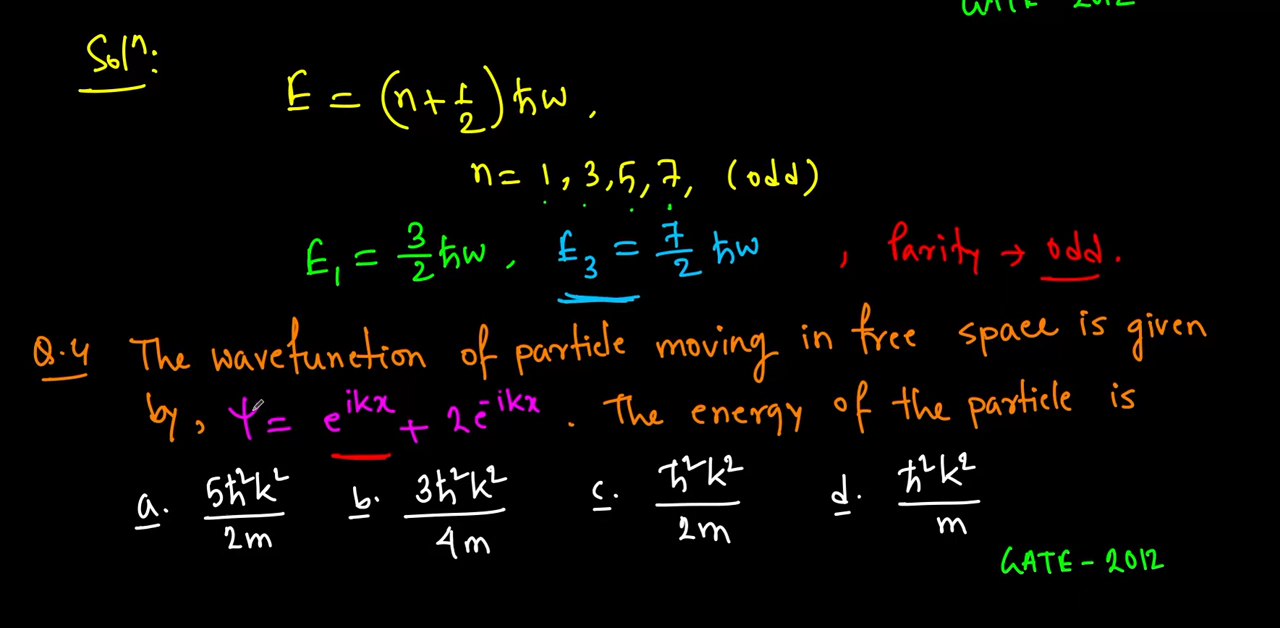 GATE - 2012
Solⁿ:
E = (n + 1/2) ħω,
n = 1, 3, 5, 7, (odd)
E₁ = 3/2 ħω, E₃ = 7/2 ħω, Parity → odd.
Q.4 The wavefunction of particle moving in free space is given
by, Ψ = e^{ikx} + 2e^{-ikx}. The energy of the particle is
a. 5ħ²k²/2m b. 3ħ²k²/4m c. ħ²k²/2m d. ħ²k²/m
GATE - 2012